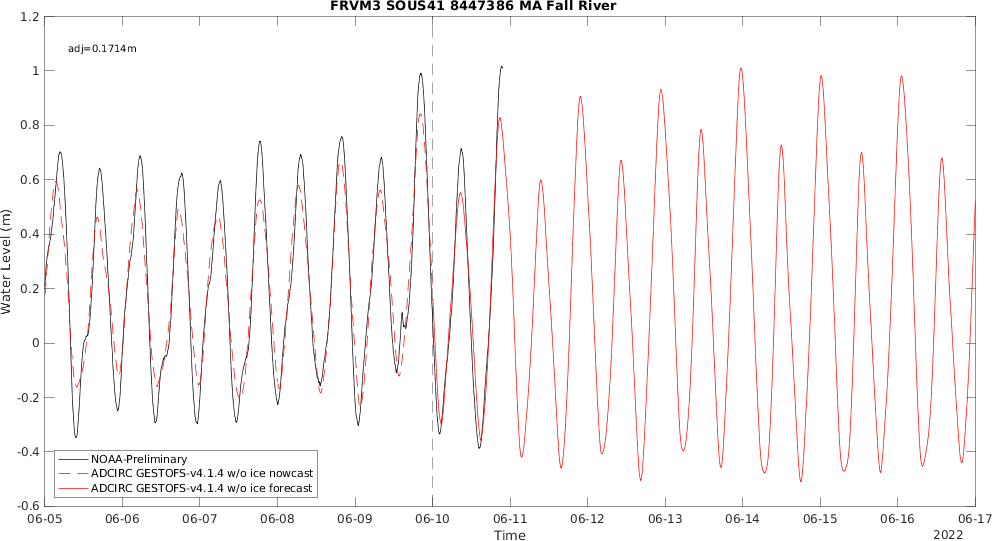 FRVM3 SOUS41 8447386 MA Fall River
1.2
adj=0.1714m
1
0.8
0.6
0.4
0.2
0
-0.2
-0.4
-0.6
Water Level (m)
NOAA-Preliminary
ADCIRC GESTOFS-v4.1.4 w/o ice nowcast
ADCIRC GESTOFS-v4.1.4 w/o ice forecast
06-05 06-06 06-07 06-08 06-09 06-10 06-11 06-12 06-13 06-14 06-15 06-16 06-17
Time
2022